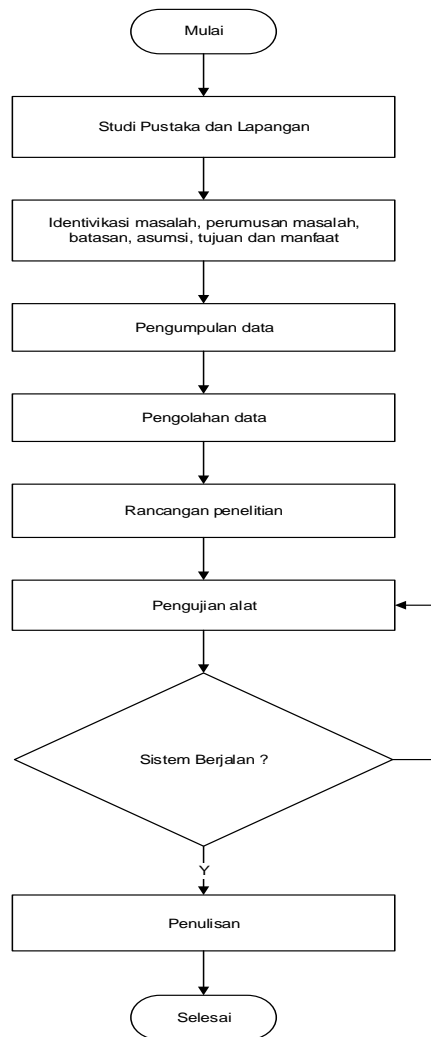 Mulai
Studi Pustaka dan Lapangan
Identivikasi masalah, perumusan masalah,
batasan, asumsi, tujuan dan manfaat
Pengumpulan data
Pengolahan data
Rancangan penelitian
Pengujian alat
Sistem Berjalan ?
Y
Penulisan
Selesai